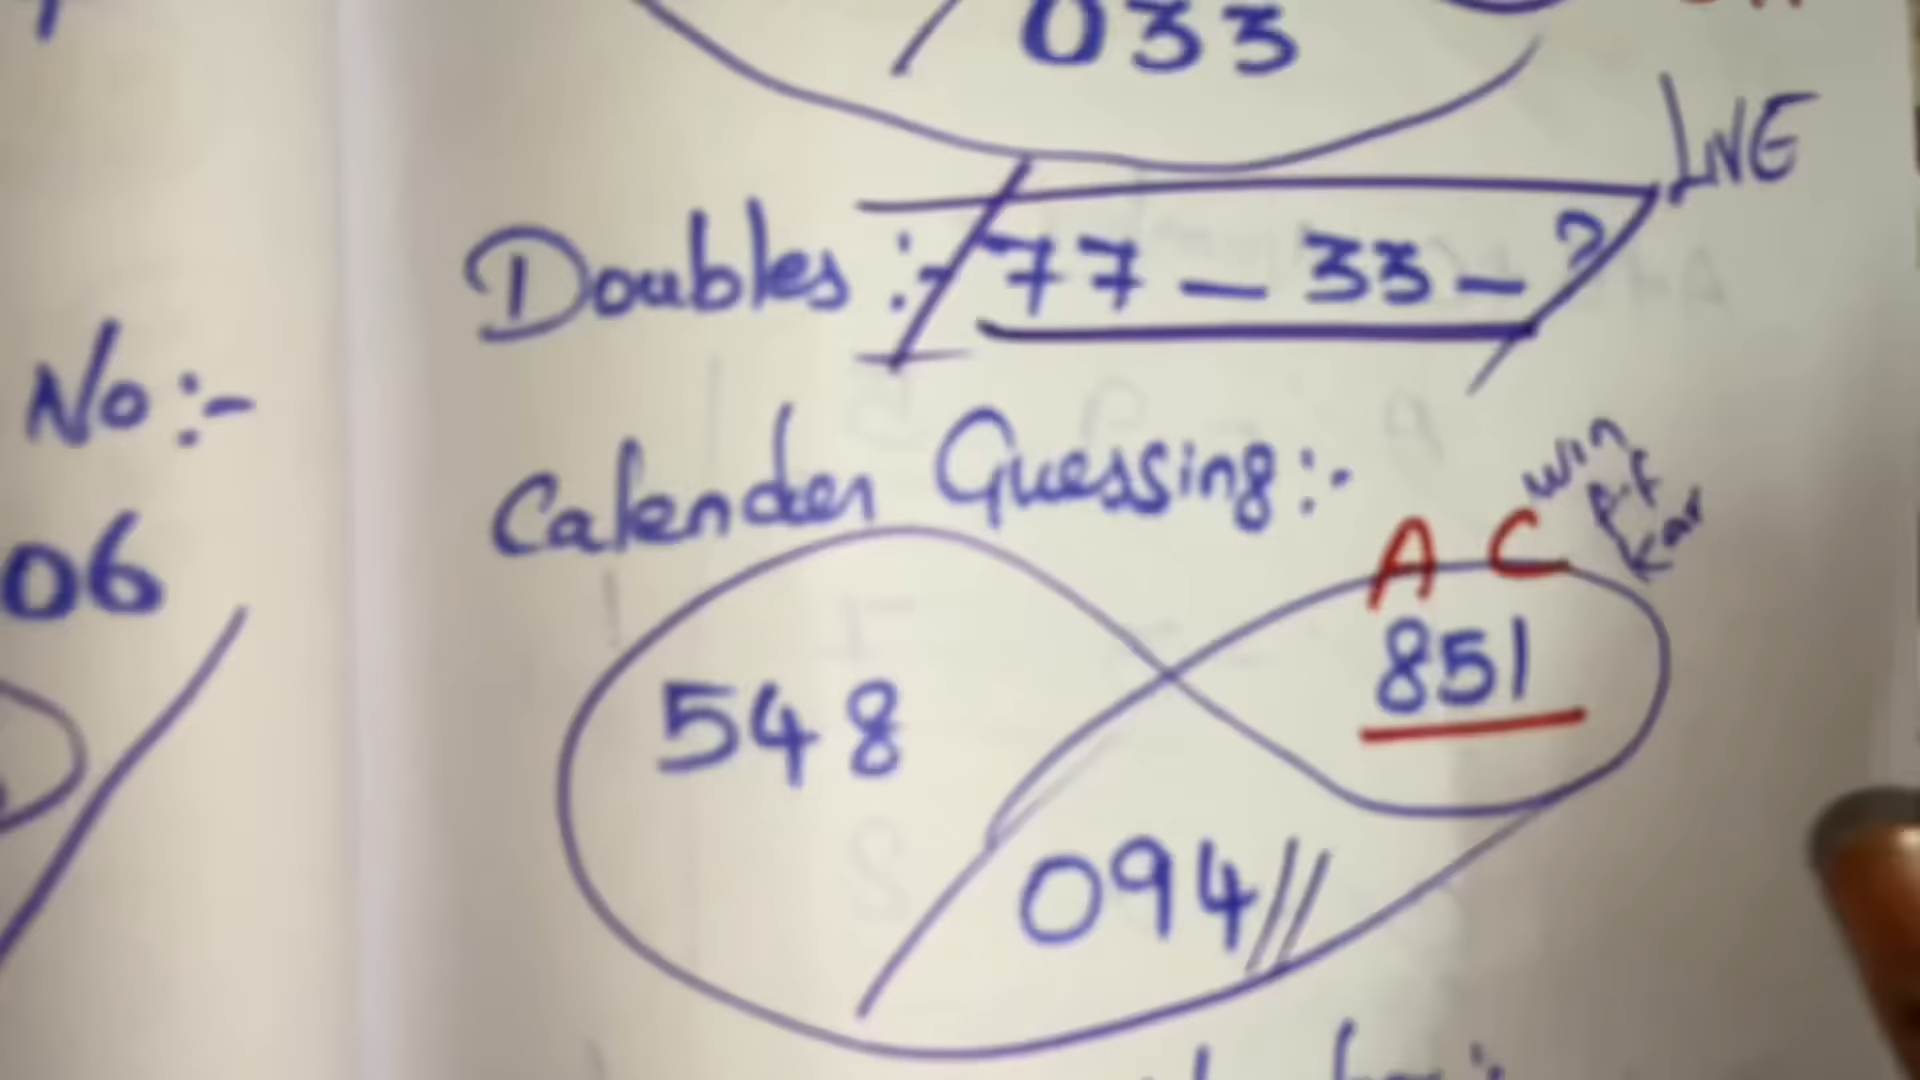 033
LIVE
Doubles :- 77 - 33 - ?
No :-
Calender Guessing :-
win
A C
06
851
548
094//